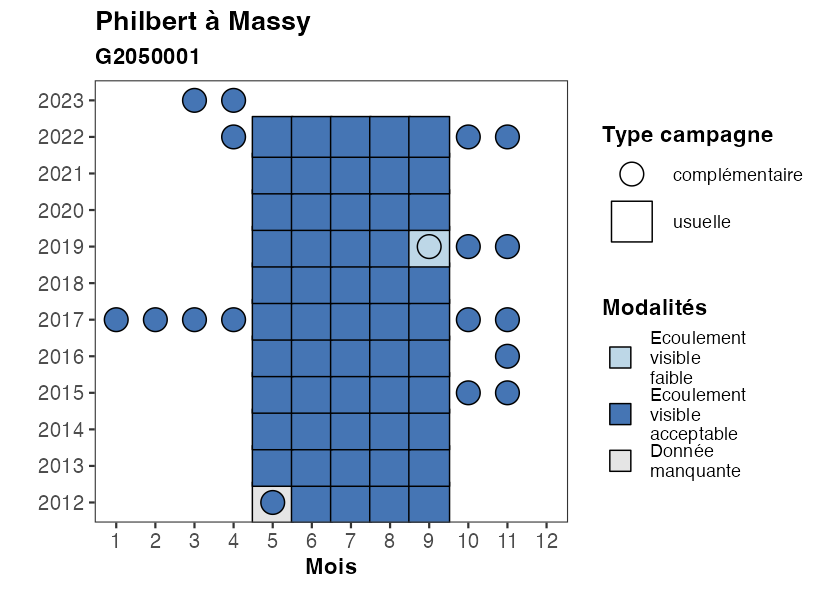 Philbert à Massy
G2050001
2023
2022
2021
2020
2019
2018
2017
2016
2015
2014
2013
2012
1 2 3 4 5 6 7 8 9 10 11 12
Mois
Type campagne
complémentaire
usuelle
Modalités
Ecoulement
visible
faible
Ecoulement
visible
acceptable
Donnée
manquante